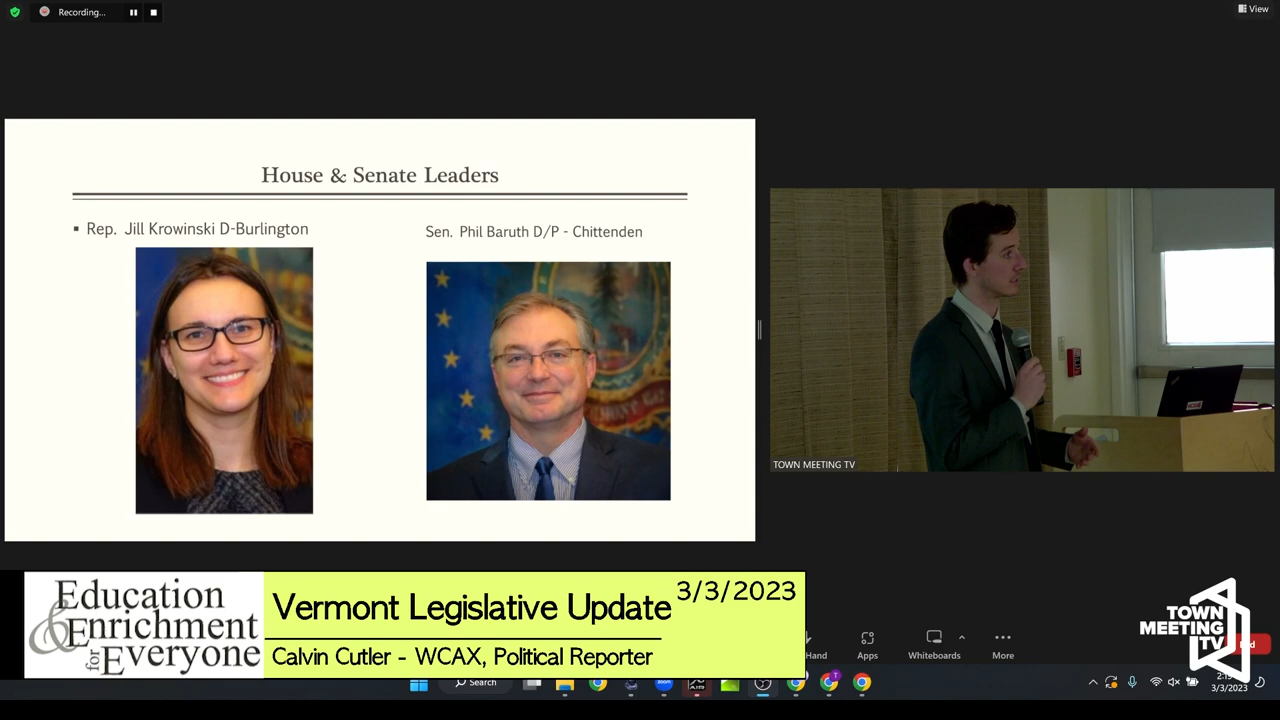 Recording...
View
House & Senate Leaders
▪ Rep. Jill Krowinski D-Burlington
Sen. Phil Baruth D/P - Chittenden
TOWN MEETING TV
Education
& Enrichment
for Everyone
Vermont Legislative Update
3/3/2023
Calvin Cutler - WCAX, Political Reporter
Hand
Apps
Whiteboards
More
TOWN
MEETING
TV
Search
3/3/2023